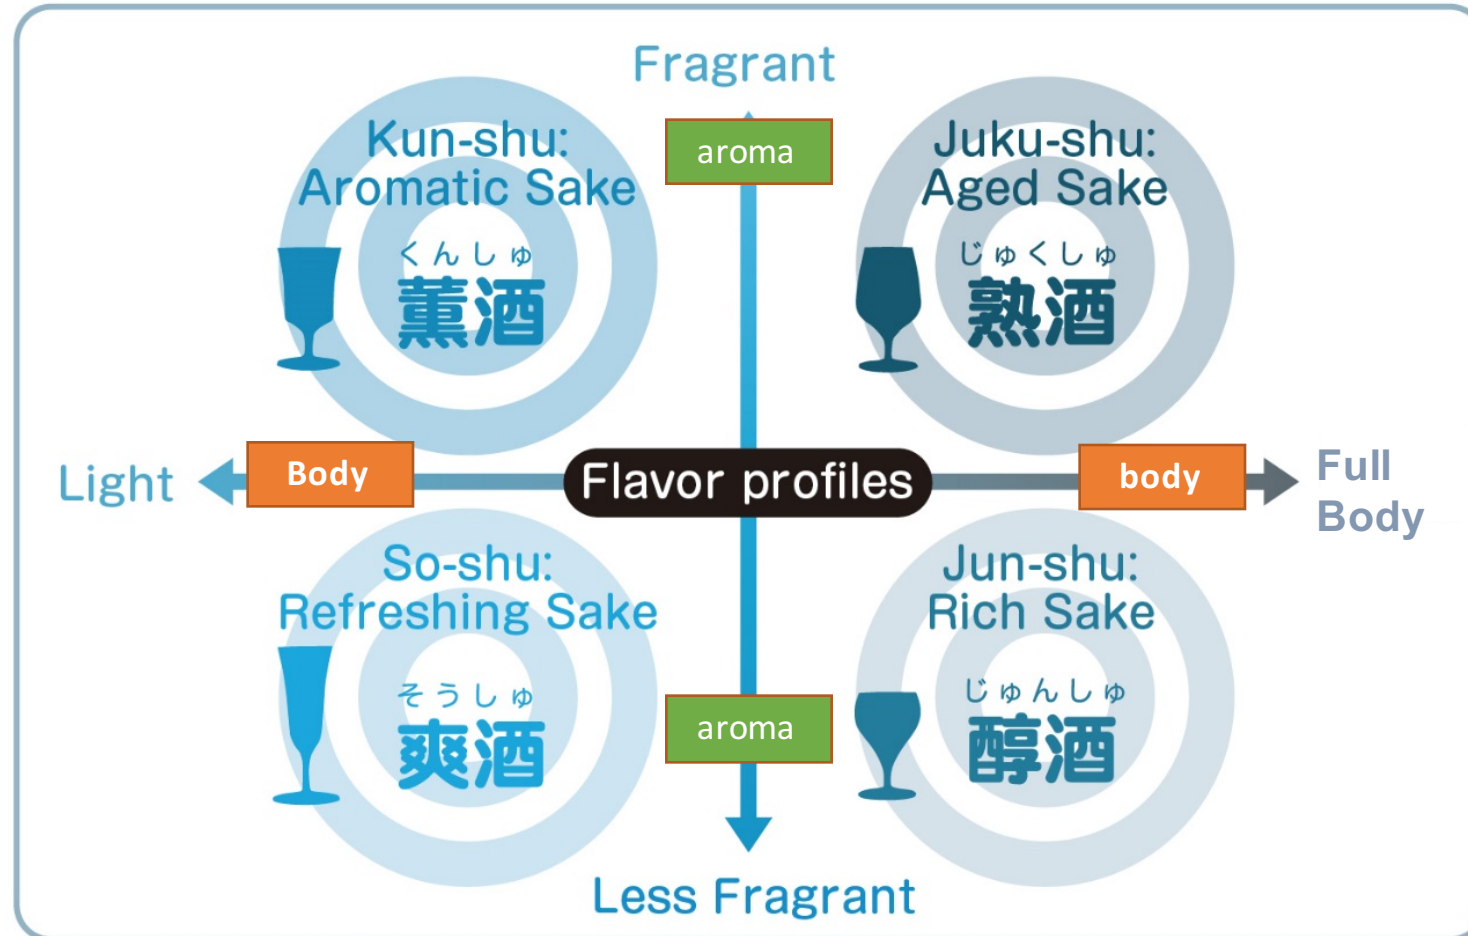 Fragrant
aroma
Kun-shu:
Aromatic Sake
くんしゅ
薫酒
Juku-shu:
Aged Sake
じゅくしゅ
熟酒
Light
Body
Flavor profiles
body
Full
Body
So-shu:
Refreshing Sake
そうしゅ
爽酒
Jun-shu:
Rich Sake
じゅんしゅ
醇酒
aroma
Less Fragrant